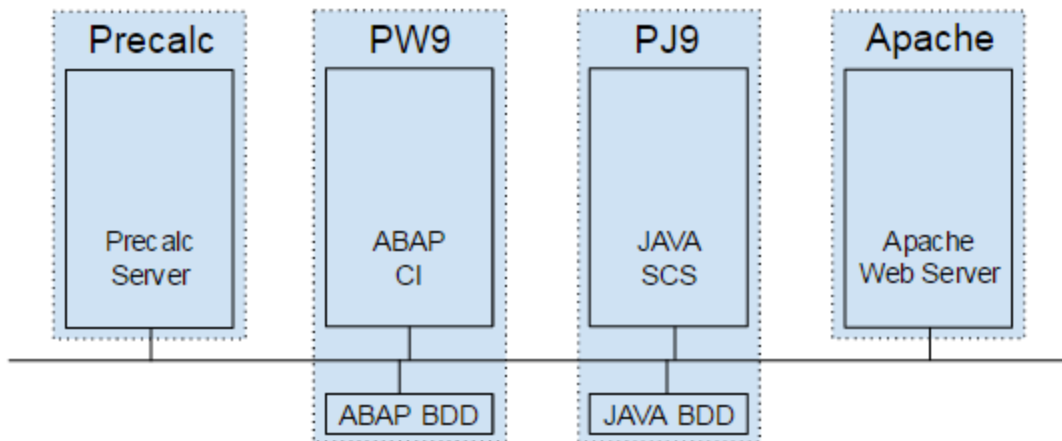 Precalc
PW9
PJ9
Apache
Precalc
Server
ABAP
CI
JAVA
SCS
Apache
Web Server
ABAP BDD
JAVA BDD